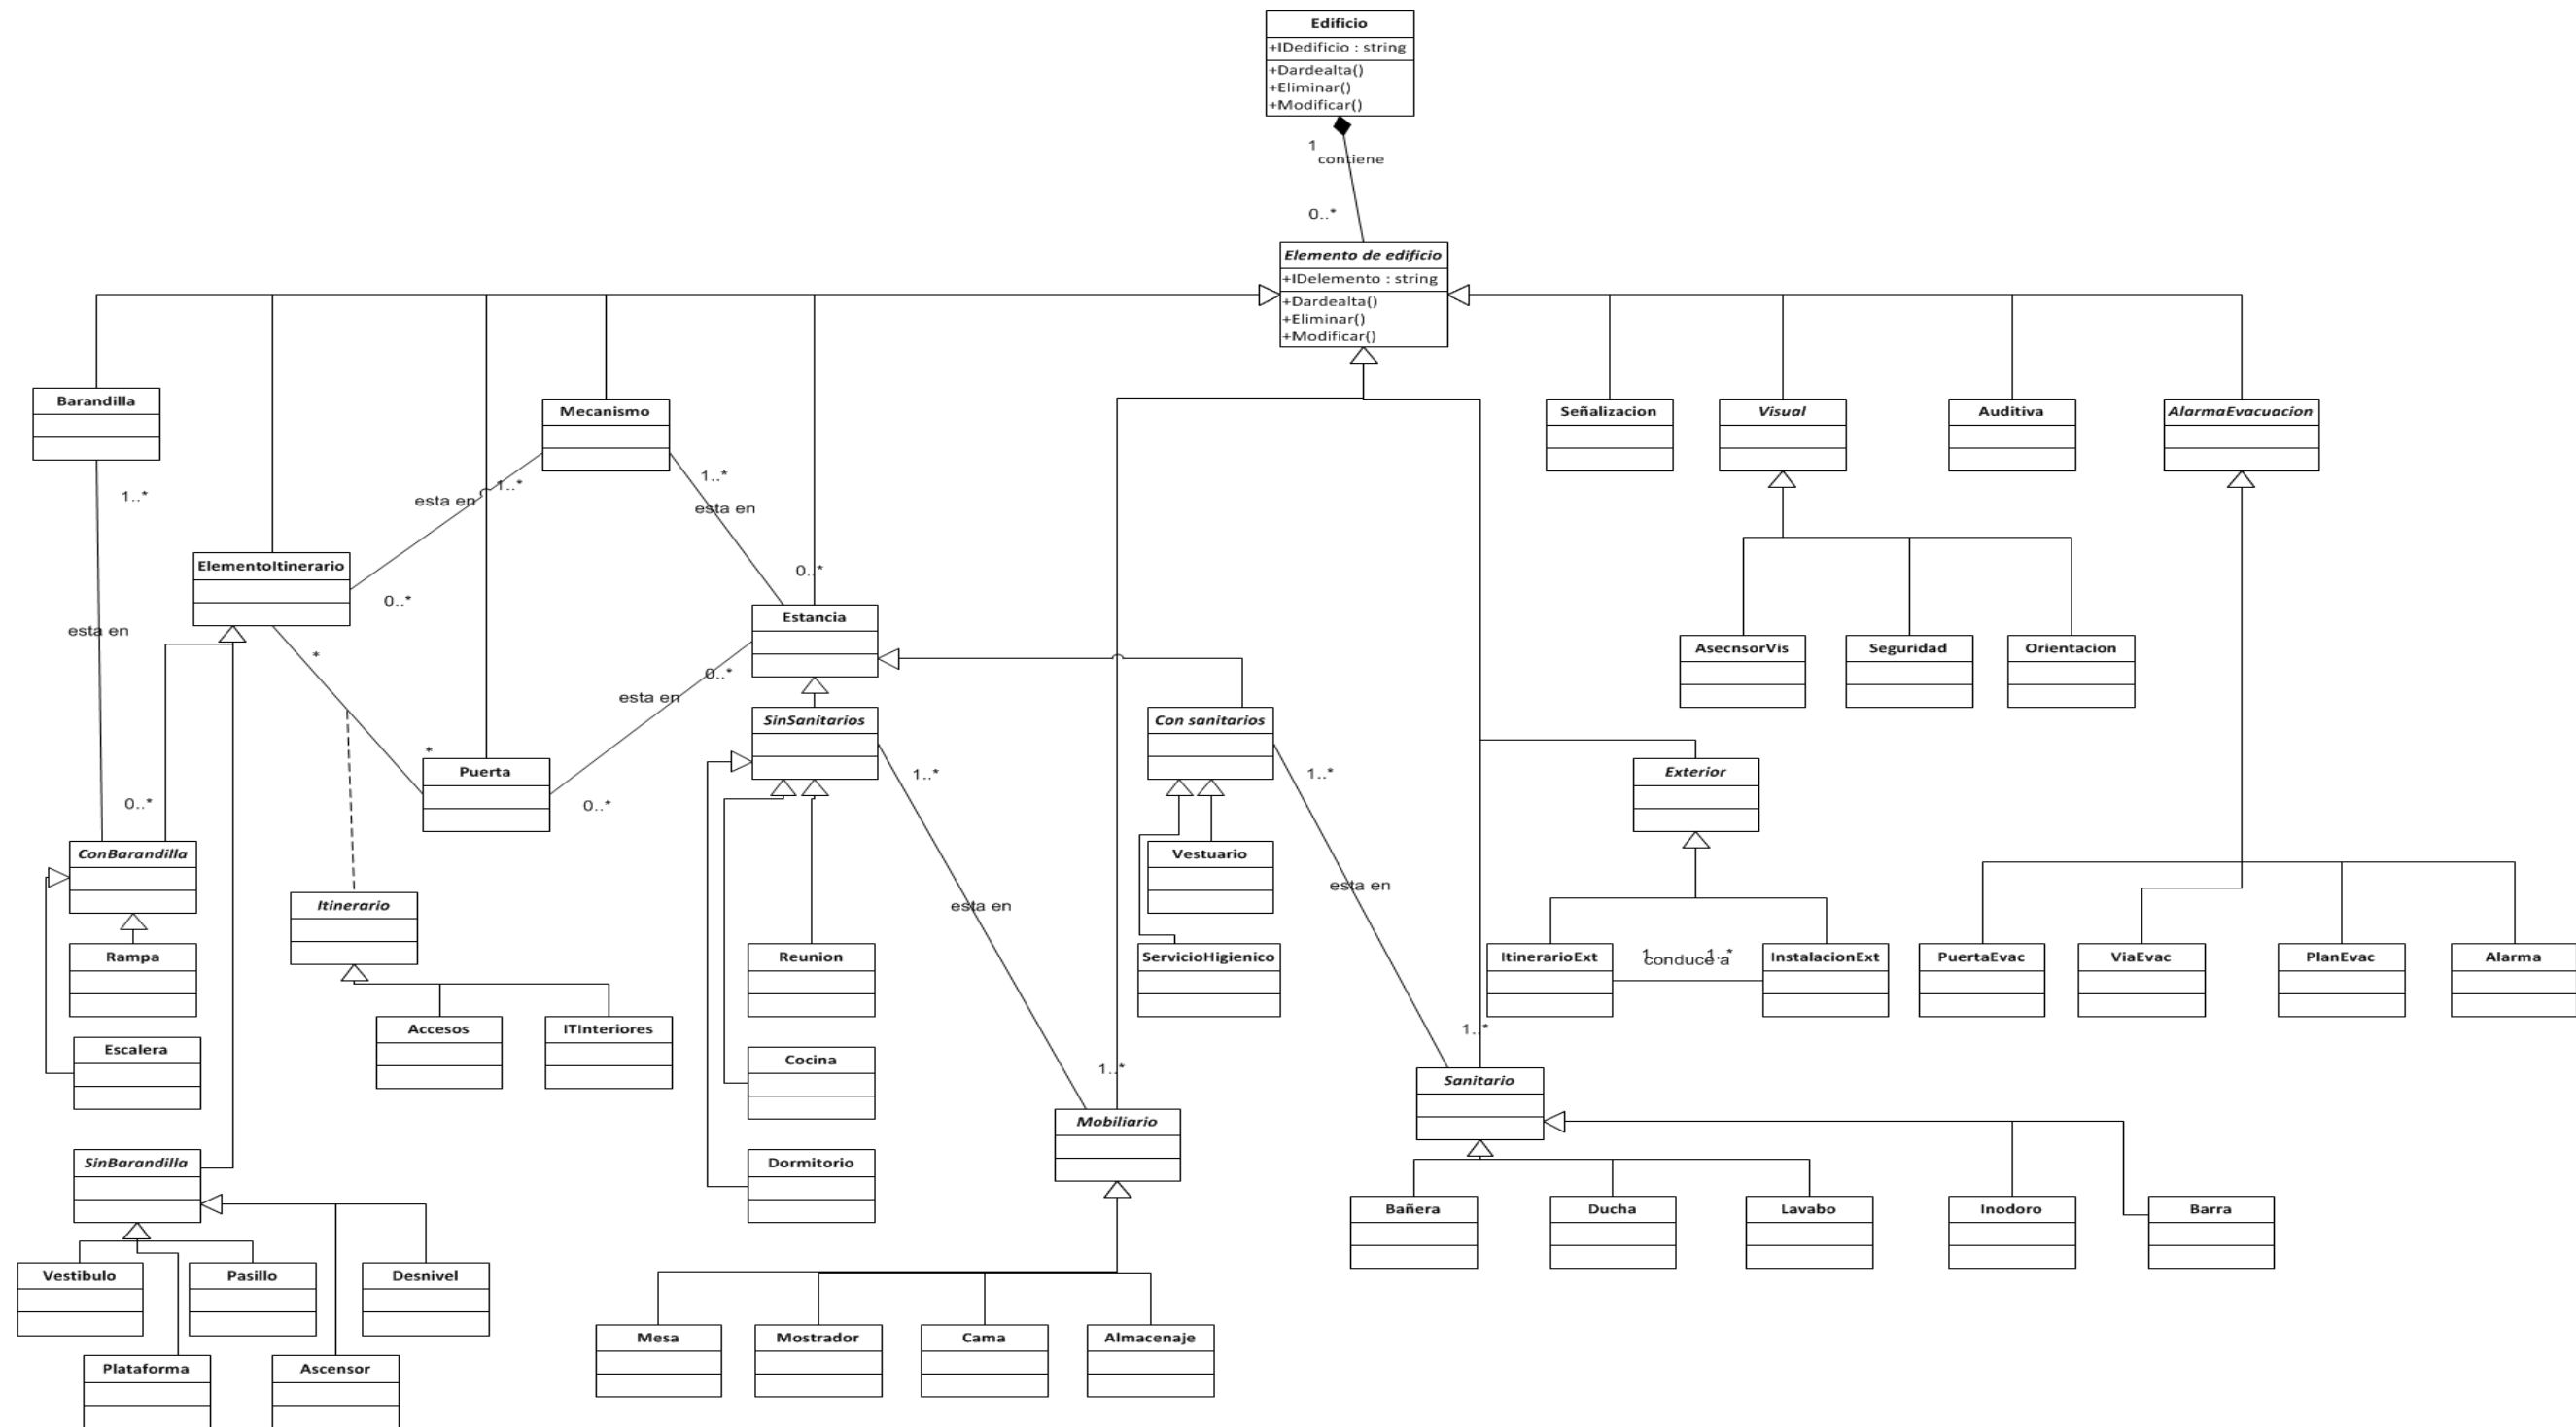 Edificio
+IDedificio : string
+Dardealta()
+Eliminar()
+Modificar()
1
contiene
0..*
Elemento de edificio
+IDelemento : string
+Dardealta()
+Eliminar()
+Modificar()
Barandilla
Mecanismo
Señalizacion
Visual
Auditiva
AlarmaEvacuacion
1..*
esta en
1..*
1..*
esta en
ElementoItinerario
0..*
0..*
esta en
Estancia
*
0..*
esta en
AsecnsorVis
Seguridad
Orientacion
SinSanitarios
Con sanitarios
*
Puerta
0..*
0..*
1..*
1..*
Exterior
ConBarandilla
Vestuario
esta en
esta en
Itinerario
Rampa
Reunion
ServicioHigienico
ItinerarioExt
1
1..*
conduce a
InstalacionExt
PuertaEvac
ViaEvac
PlanEvac
Alarma
Accesos
ITInteriores
1..*
Escalera
Cocina
1..*
Sanitario
Mobiliario
SinBarandilla
Dormitorio
Bañera
Ducha
Lavabo
Inodoro
Barra
Vestibulo
Pasillo
Desnivel
Mesa
Mostrador
Cama
Almacenaje
Plataforma
Ascensor